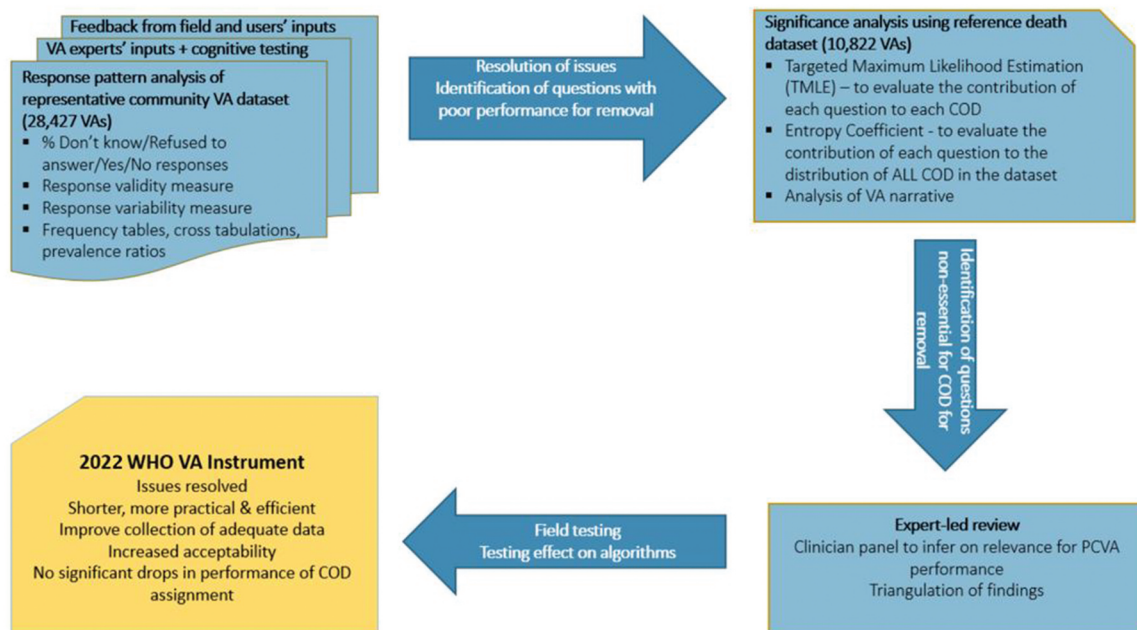 Feedback from field and users' inputs
VA experts' inputs + cognitive testing
Response pattern analysis of
representative community VA dataset
(28,427 VAs)
▪ % Don't know/Refused to
answer/Yes/No responses
▪ Response validity measure
▪ Response variability measure
▪ Frequency tables, cross tabulations,
prevalence ratios
Resolution of issues
Identification of questions with
poor performance for removal
Significance analysis using reference death
dataset (10,822 VAs)
▪ Targeted Maximum Likelihood Estimation
(TMLE) – to evaluate the contribution of
each question to each COD
▪ Entropy Coefficient - to evaluate the
contribution of each question to the
distribution of ALL COD in the dataset
▪ Analysis of VA narrative
Identification of questions
non-essential for COD for
removal
Expert-led review
Clinician panel to infer on relevance for PCVA
performance
Triangulation of findings
Field testing
Testing effect on algorithms
2022 WHO VA Instrument
Issues resolved
Shorter, more practical & efficient
Improve collection of adequate data
Increased acceptability
No significant drops in performance of COD
assignment